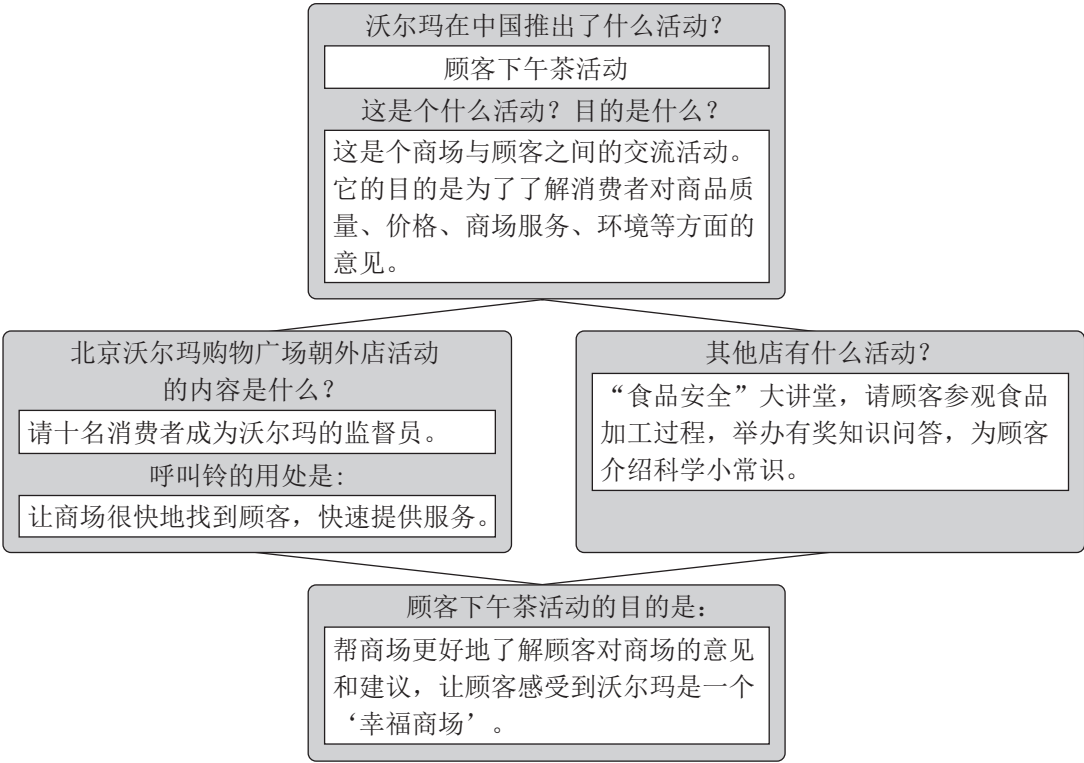 沃尔玛在中国推出了什么活动？
顾客下午茶活动
这是个什么活动？目的是什么？
这是个商场与顾客之间的交流活动。
它的目的是为了了解消费者对商品质
量、价格、商场服务、环境等方面的
意见。
北京沃尔玛购物广场朝外店活动
的内容是什么？
请十名消费者成为沃尔玛的监督员。
呼叫铃的用处是：
让商场很快地找到顾客，快速提供服务。
其他店有什么活动？
“食品安全”大讲堂，请顾客参观食品
加工过程，举办有奖知识问答，为顾客
介绍科学小常识。
顾客下午茶活动的目的是：
帮商场更好地了解顾客对商场的意见
和建议，让顾客感受到沃尔玛是一个
‘幸福商场’。